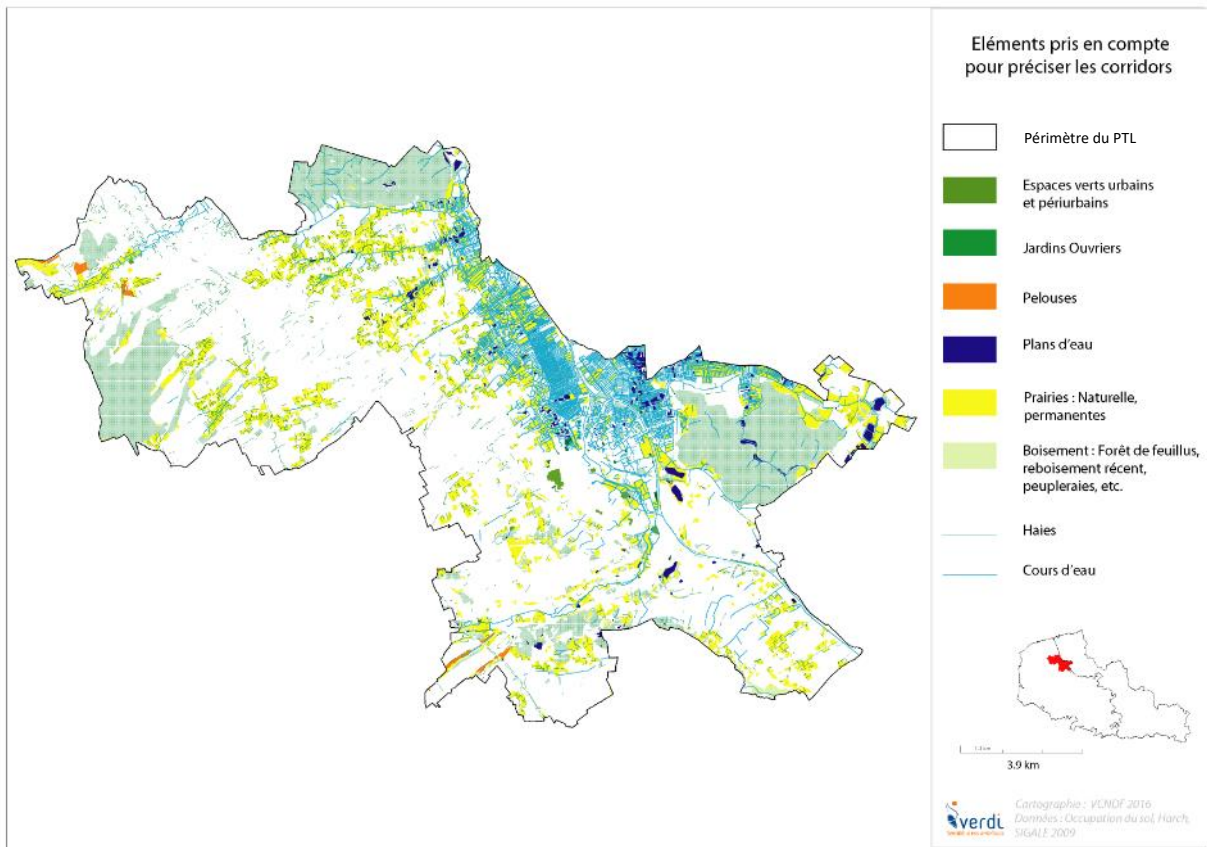 Eléments pris en compte
pour préciser les corridors
Périmètre du PTL
Espaces verts urbains
et périurbains
Jardins Ouvriers
Pelouses
Plans d'eau
Prairies : Naturelle,
permanentes
Boisement : Forêt de feuillus,
reboisement récent,
peupleraies, etc.
Haies
Cours d'eau
3.9 km
verdi
Cartographie : VCNDF 2016
Données : Occupation du sol, Harch,
SIGALE 2009